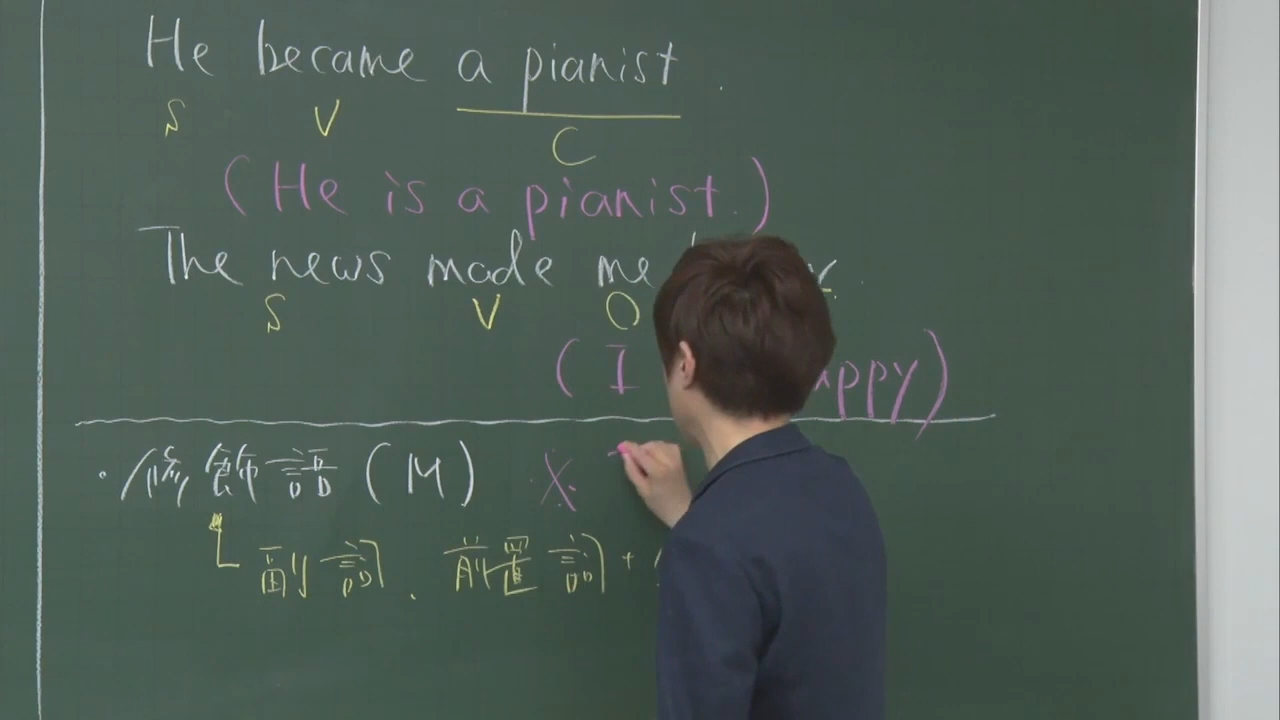 He became a pianist.
S V C
(He is a pianist.)
The news made me
S V O
(I
・修飾語(M) ※
副詞、前置詞+